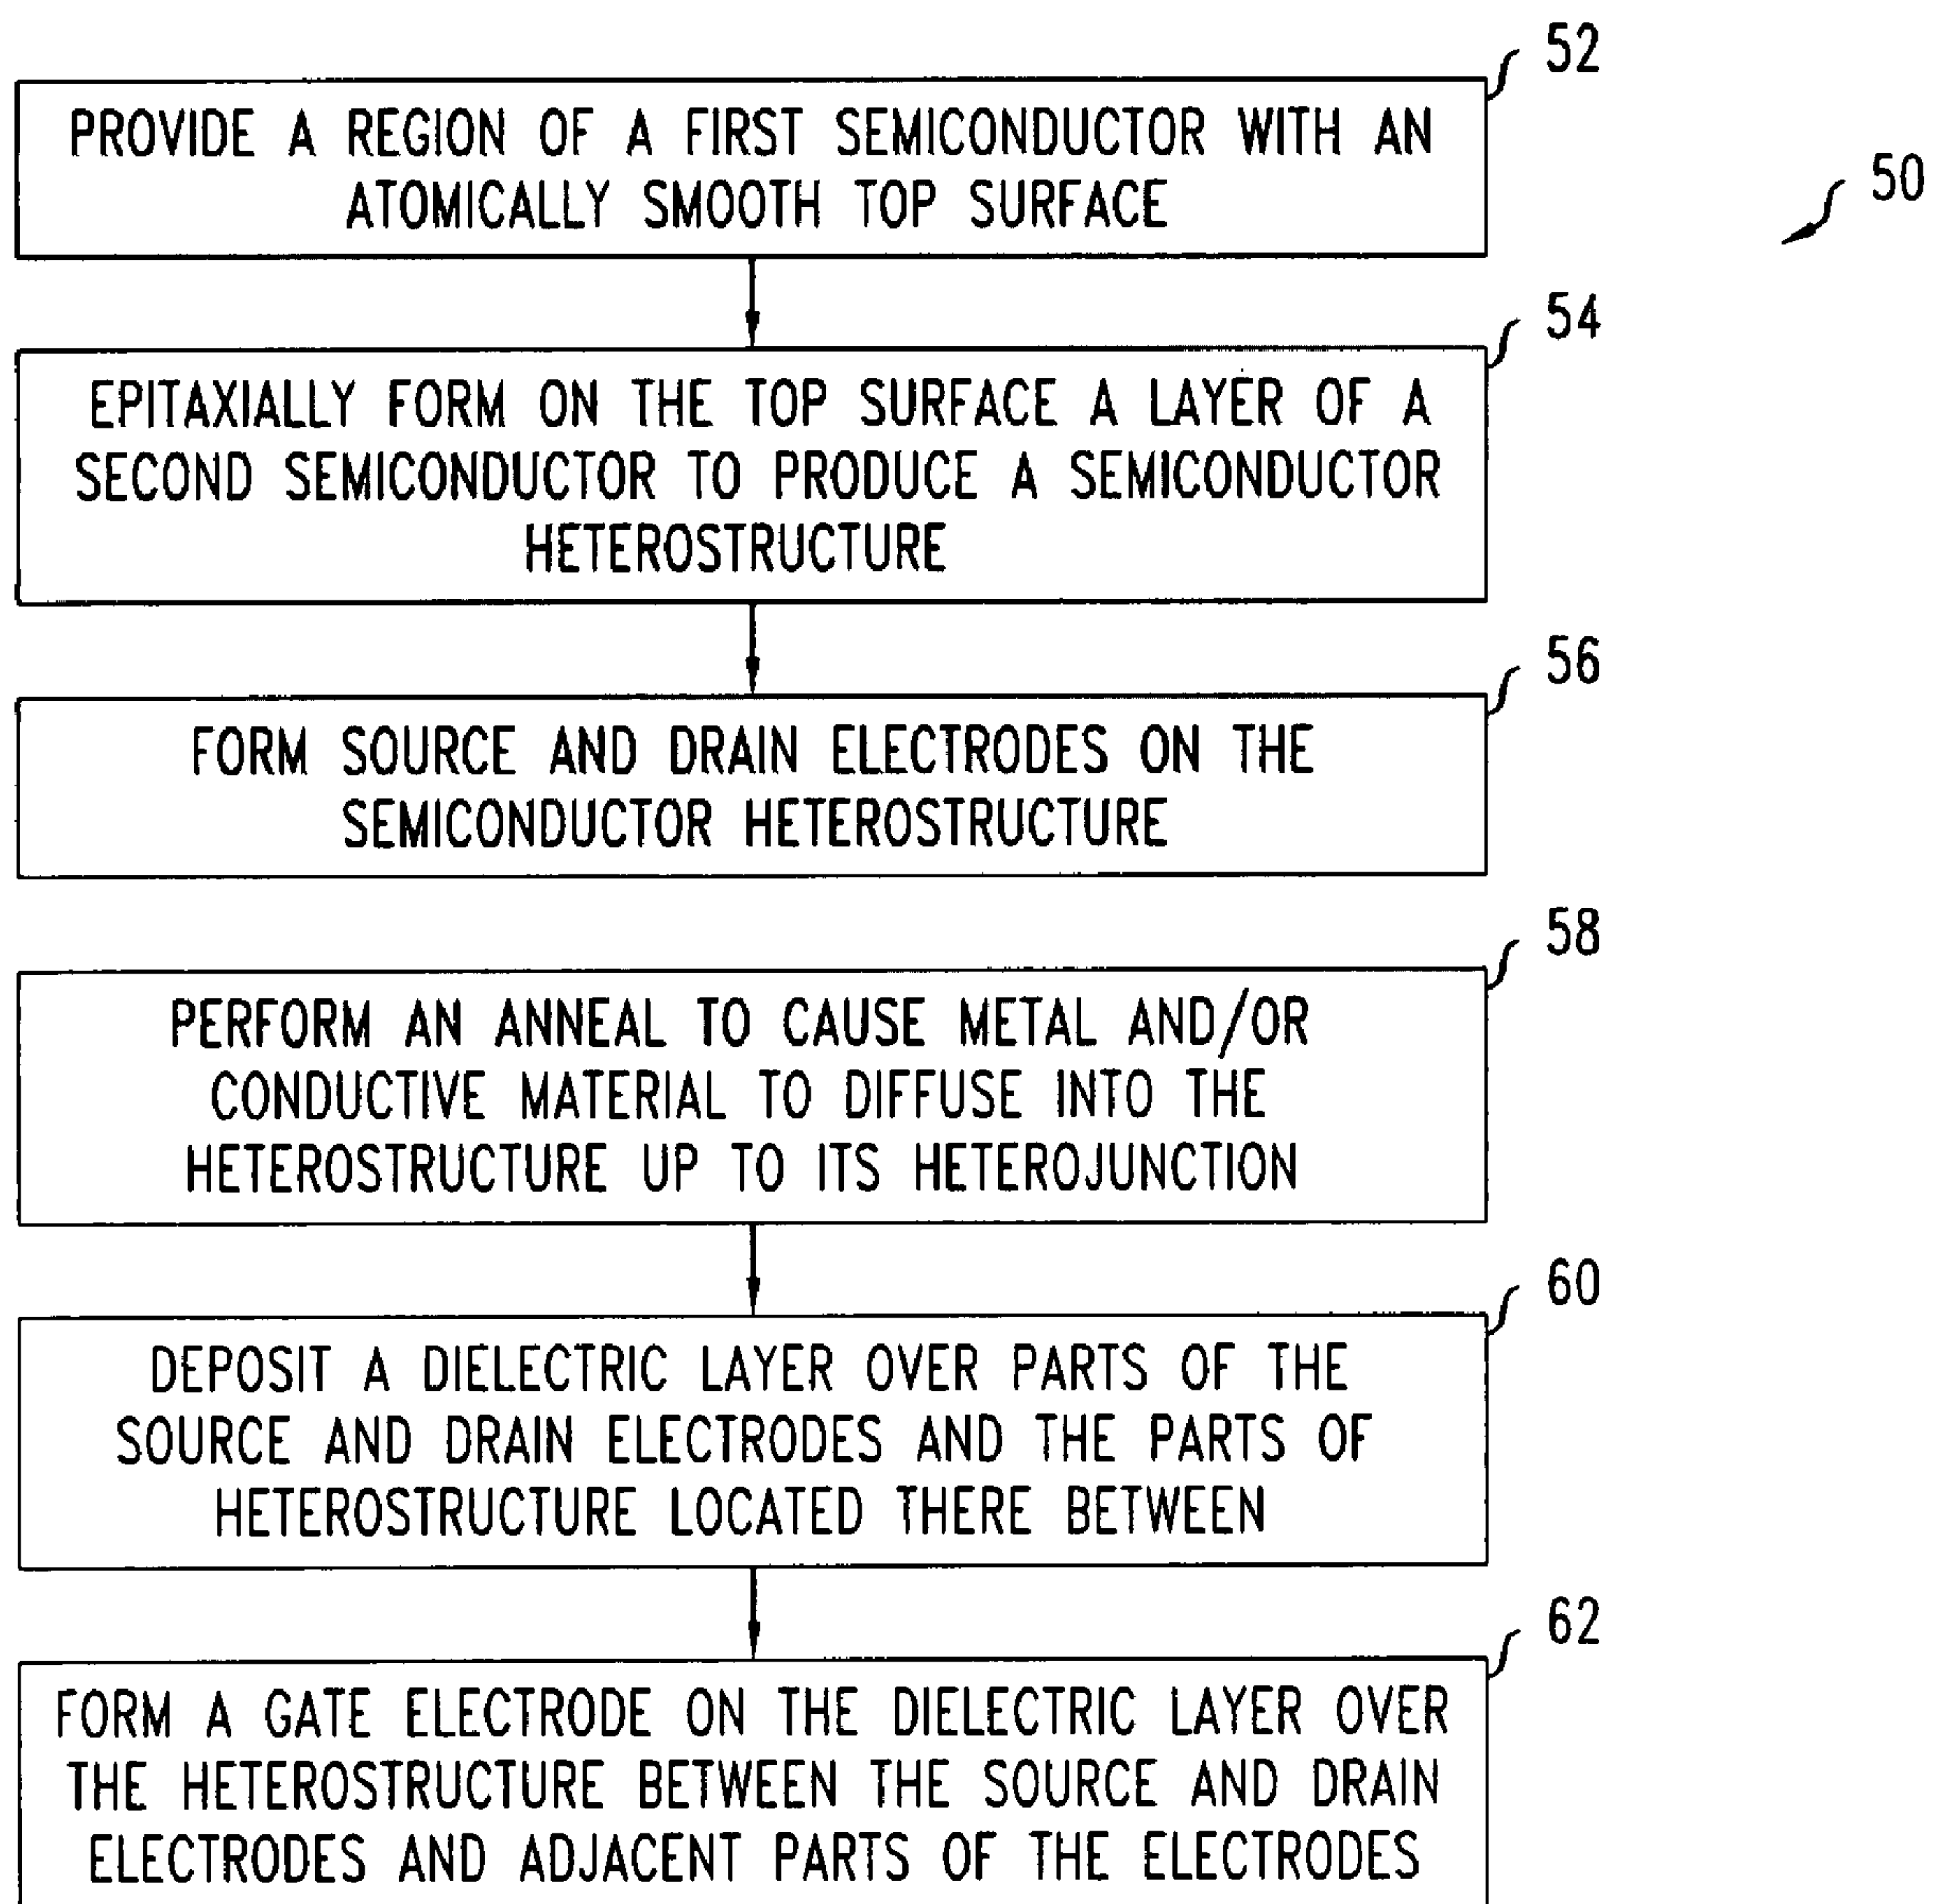 52
PROVIDE A REGION OF A FIRST SEMICONDUCTOR WITH AN
ATOMICALLY SMOOTH TOP SURFACE
50
54
EPITAXIALLY FORM ON THE TOP SURFACE A LAYER OF A
SECOND SEMICONDUCTOR TO PRODUCE A SEMICONDUCTOR
HETEROSTRUCTURE
56
FORM SOURCE AND DRAIN ELECTRODES ON THE
SEMICONDUCTOR HETEROSTRUCTURE
58
PERFORM AN ANNEAL TO CAUSE METAL AND/OR
CONDUCTIVE MATERIAL TO DIFFUSE INTO THE
HETEROSTRUCTURE UP TO ITS HETEROJUNCTION
60
DEPOSIT A DIELECTRIC LAYER OVER PARTS OF THE
SOURCE AND DRAIN ELECTRODES AND THE PARTS OF
HETEROSTRUCTURE LOCATED THERE BETWEEN
62
FORM A GATE ELECTRODE ON THE DIELECTRIC LAYER OVER
THE HETEROSTRUCTURE BETWEEN THE SOURCE AND DRAIN
ELECTRODES AND ADJACENT PARTS OF THE ELECTRODES